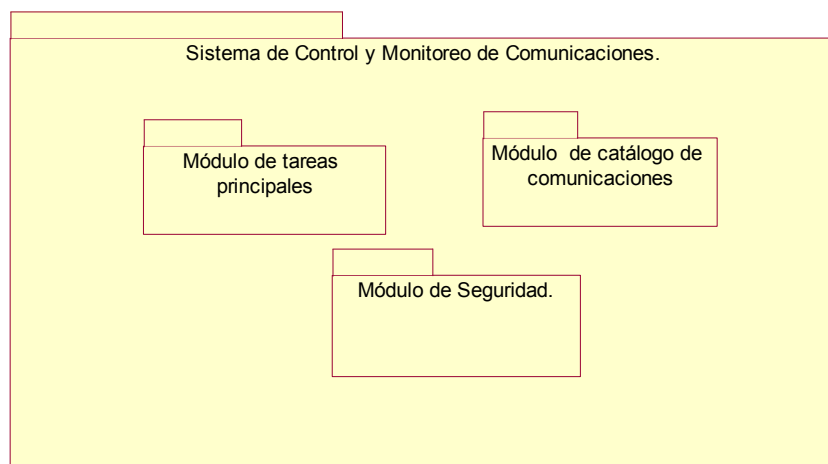 Sistema de Control y Monitoreo de Comunicaciones.
Módulo de tareas
principales
Módulo de catálogo de
comunicaciones
Módulo de Seguridad.